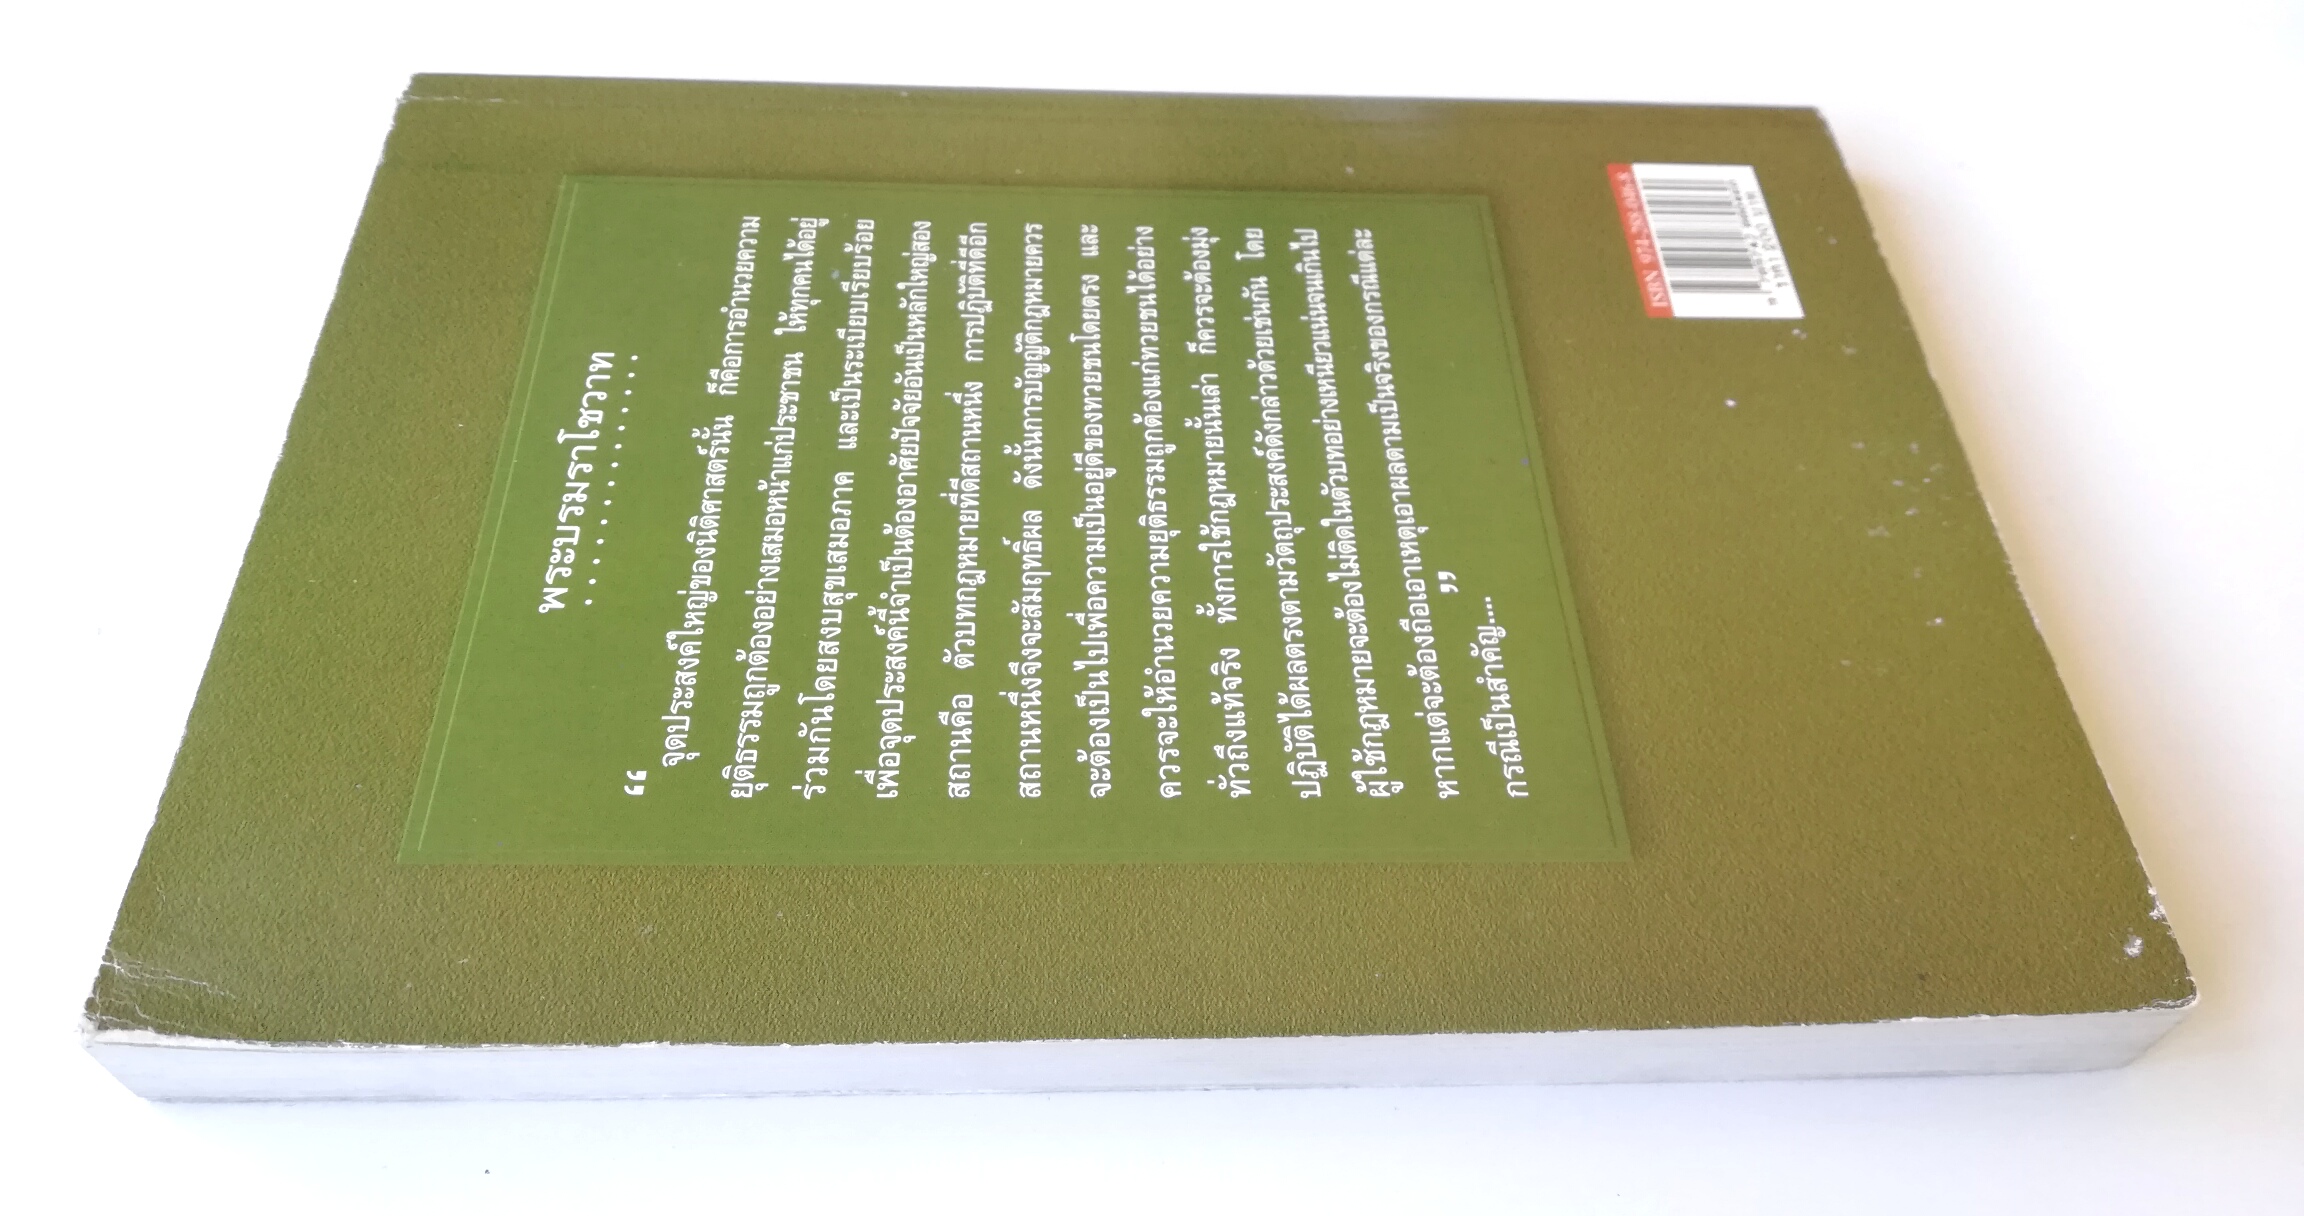 พระบรมราโชวาท
. . . . . . . . . . . . . . .
“
จุดประสงค์ใหญ่ของนิติศาสตร์นั้น ก็คือการอำนวยความ
ยุติธรรมถูกต้องอย่างเสมอหน้าแก่ประชาชน ให้ทุกคนได้อยู่
ร่วมกันโดยสงบสุขเสมอภาค และเป็นระเบียบเรียบร้อย
เพื่อจุดประสงค์นี้จำเป็นต้องอาศัยปัจจัยอันเป็นหลักใหญ่สอง
สถานคือ ตัวบทกฎหมายที่ดีสถานหนึ่ง การปฏิบัติที่ดีอีก
สถานหนึ่งจึงจะสัมฤทธิ์ผล ดังนั้นการบัญญัติกฎหมายควร
จะต้องเป็นไปเพื่อความเป็นอยู่ดีของทวยชนโดยตรง และ
ควรจะให้อำนวยความยุติธรรมถูกต้องแก่ทวยชนได้อย่าง
ทั่วถึงแท้จริง ทั้งการใช้กฎหมายนั้นเล่า ก็ควรจะต้องมุ่ง
ปฏิบัติได้ผลตรงตามวัตถุประสงค์ดังกล่าวด้วยเช่นกัน โดย
ผู้ใช้กฎหมายจะต้องไม่ติดในตัวบทอย่างเหนียวแน่นจนเกินไป
หากแต่จะต้องถือเอาเหตุเอาผลตามเป็นจริงของกรณีแต่ละ
กรณีเป็นสำคัญ.... ”
ISBN 974-288-046-8
ราคา 200 บาท